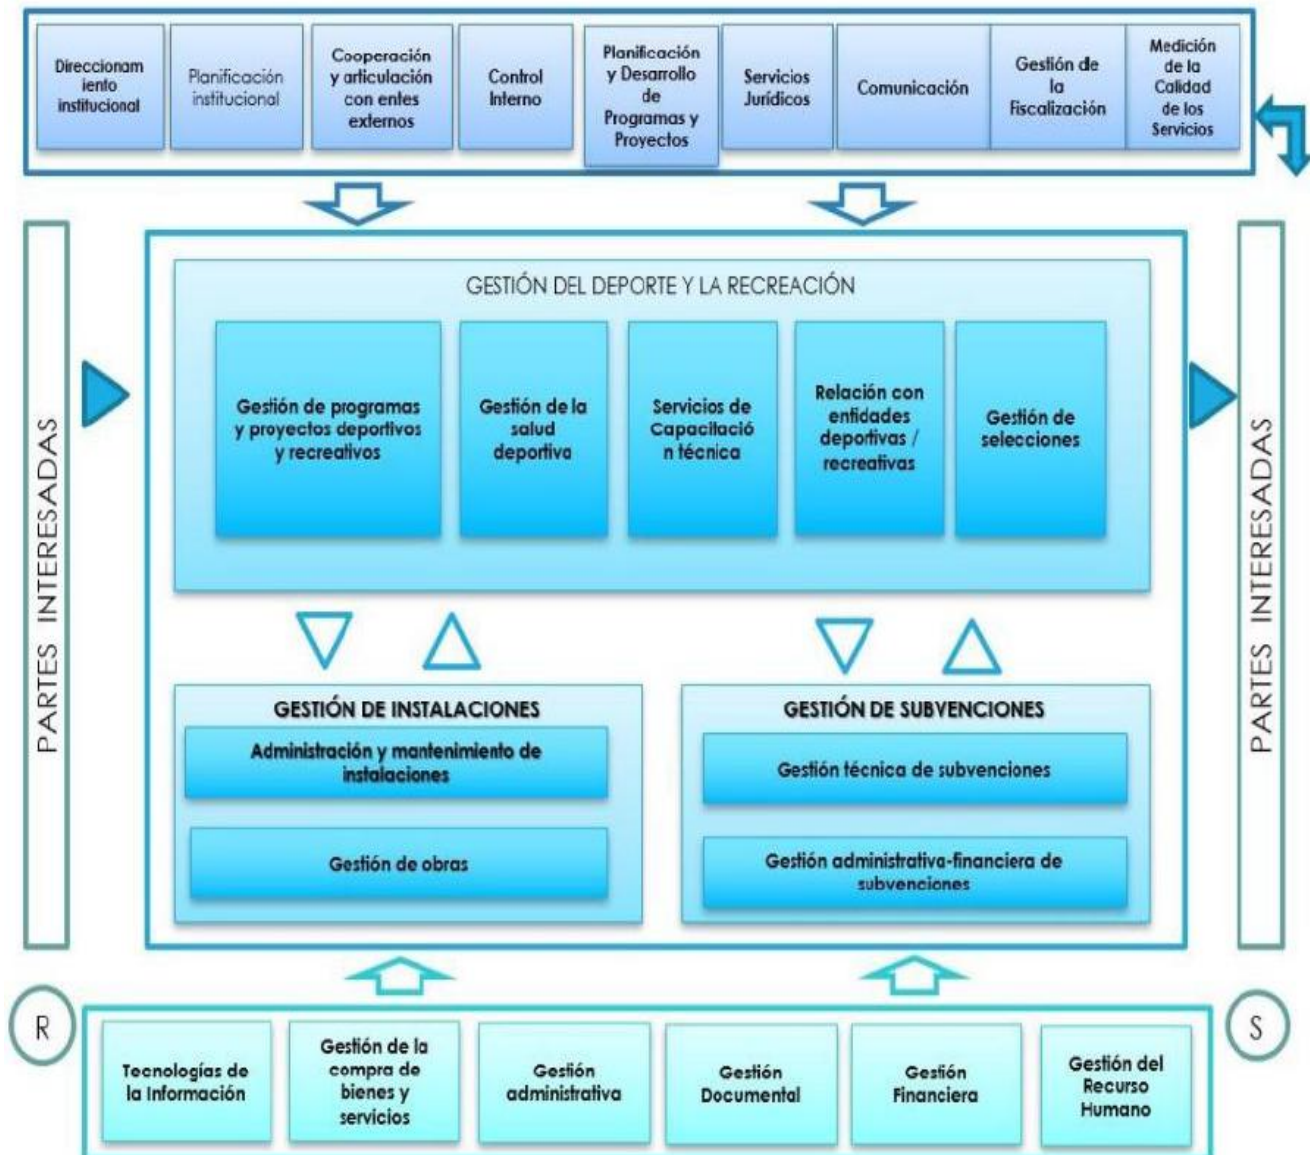 Direccionam
iento
institucional
Planificación
institucional
Cooperación
y articulación
con entes
externos
Control
Interno
Planificación
y Desarrollo
de
Programas y
Proyectos
Servicios
Jurídicos
Comunicación
Gestión de
la
Fiscalización
Medición
de la
Calidad
de los
Servicios
PARTES INTERESADAS
GESTIÓN DEL DEPORTE Y LA RECREACIÓN
Gestión de programas
y proyectos deportivos
y recreativos
Gestión de la
salud
deportiva
Servicios de
Capacitació
n técnica
Relación con
entidades
deportivas /
recreativas
Gestión de
selecciones
GESTIÓN DE INSTALACIONES
Administración y mantenimiento de
instalaciones
Gestión de obras
GESTIÓN DE SUBVENCIONES
Gestión técnica de subvenciones
Gestión administrativa-financiera de
subvenciones
PARTES INTERESADAS
R
S
Tecnologías de
la Información
Gestión de la
compra de
bienes y
servicios
Gestión
administrativa
Gestión
Documental
Gestión
Financiera
Gestión del
Recurso
Humano